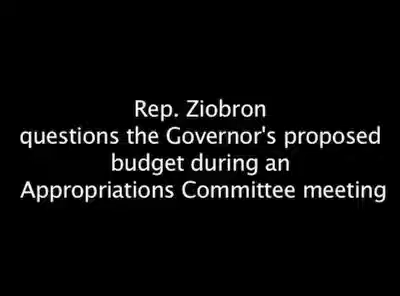 Rep. Ziobron
questions the Governor's proposed
budget during an
Appropriations Committee meeting